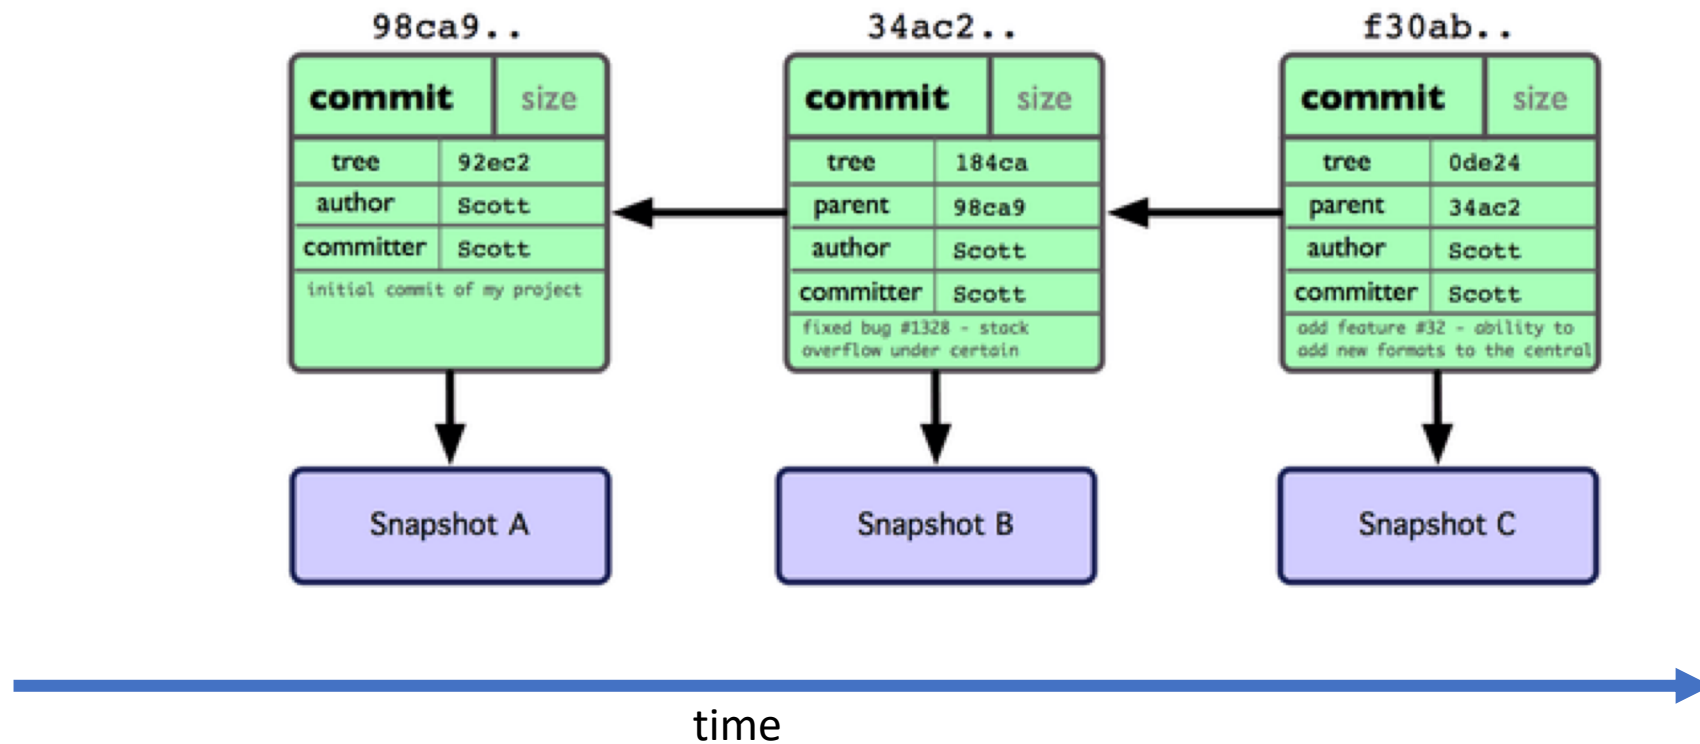 98ca9..
commit size
tree 92ec2
author Scott
committer Scott
initial commit of my project
Snapshot A
34ac2..
commit size
tree 184ca
parent 98ca9
author Scott
committer Scott
fixed bug #1328 - stack
overflow under certain
Snapshot B
f30ab..
commit size
tree 0de24
parent 34ac2
author Scott
committer Scott
add feature #32 - ability to
add new formats to the central
Snapshot C
time